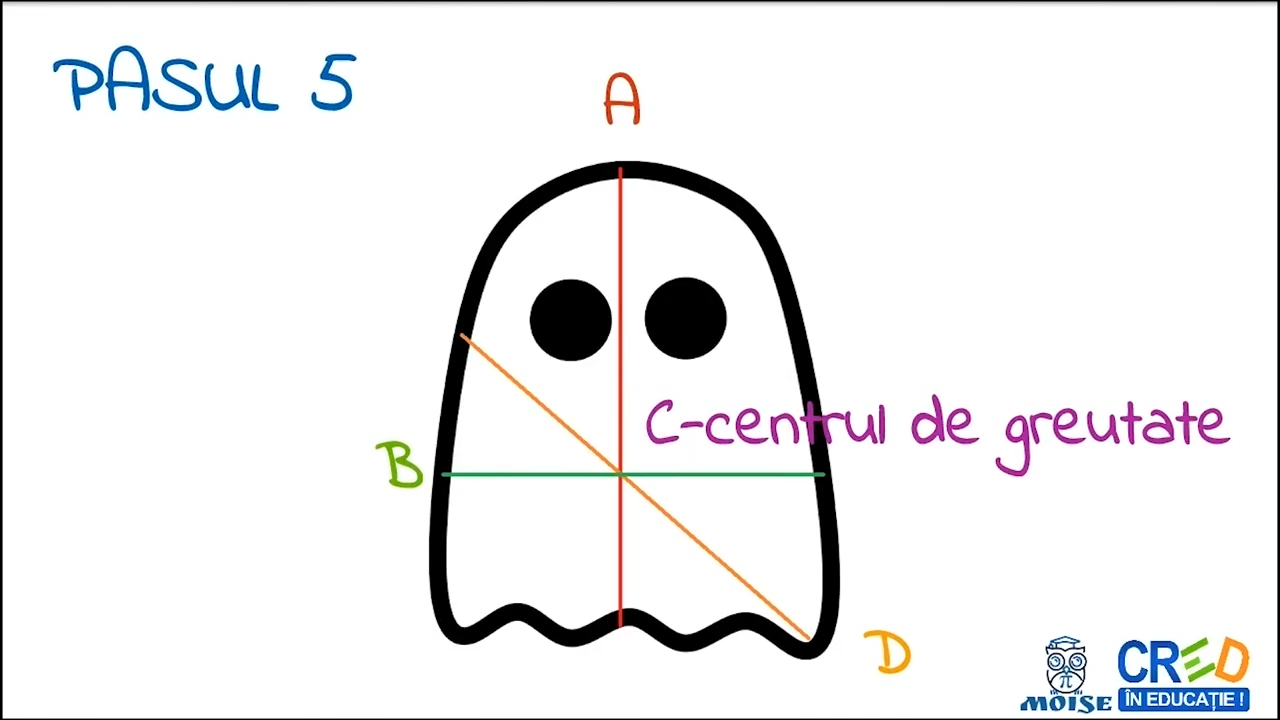 PASUL 5
A
C-centrul de greutate
B
D
π
MOISE
CRED
ÎN EDUCAȚIE !